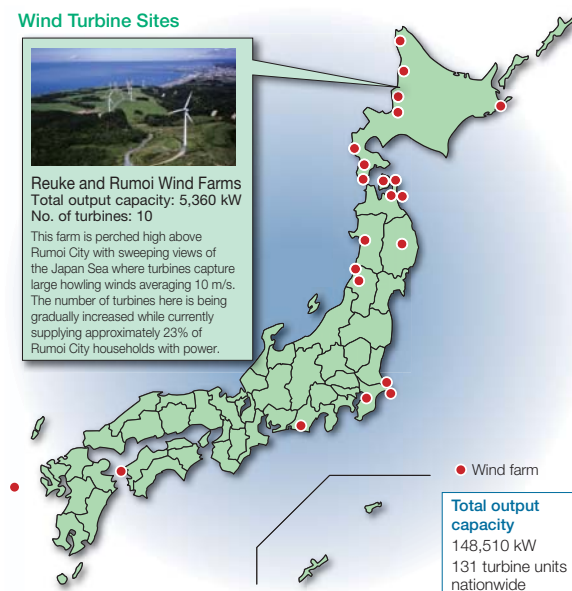 Wind Turbine Sites
Reuke and Rumoi Wind Farms
Total output capacity: 5,360 kW
No. of turbines: 10
This farm is perched high above
Rumoi City with sweeping views of
the Japan Sea where turbines capture
large howling winds averaging 10 m/s.
The number of turbines here is being
gradually increased while currently
supplying approximately 23% of
Rumoi City households with power.
Wind farm
Total output
capacity
148,510 kW
131 turbine units
nationwide